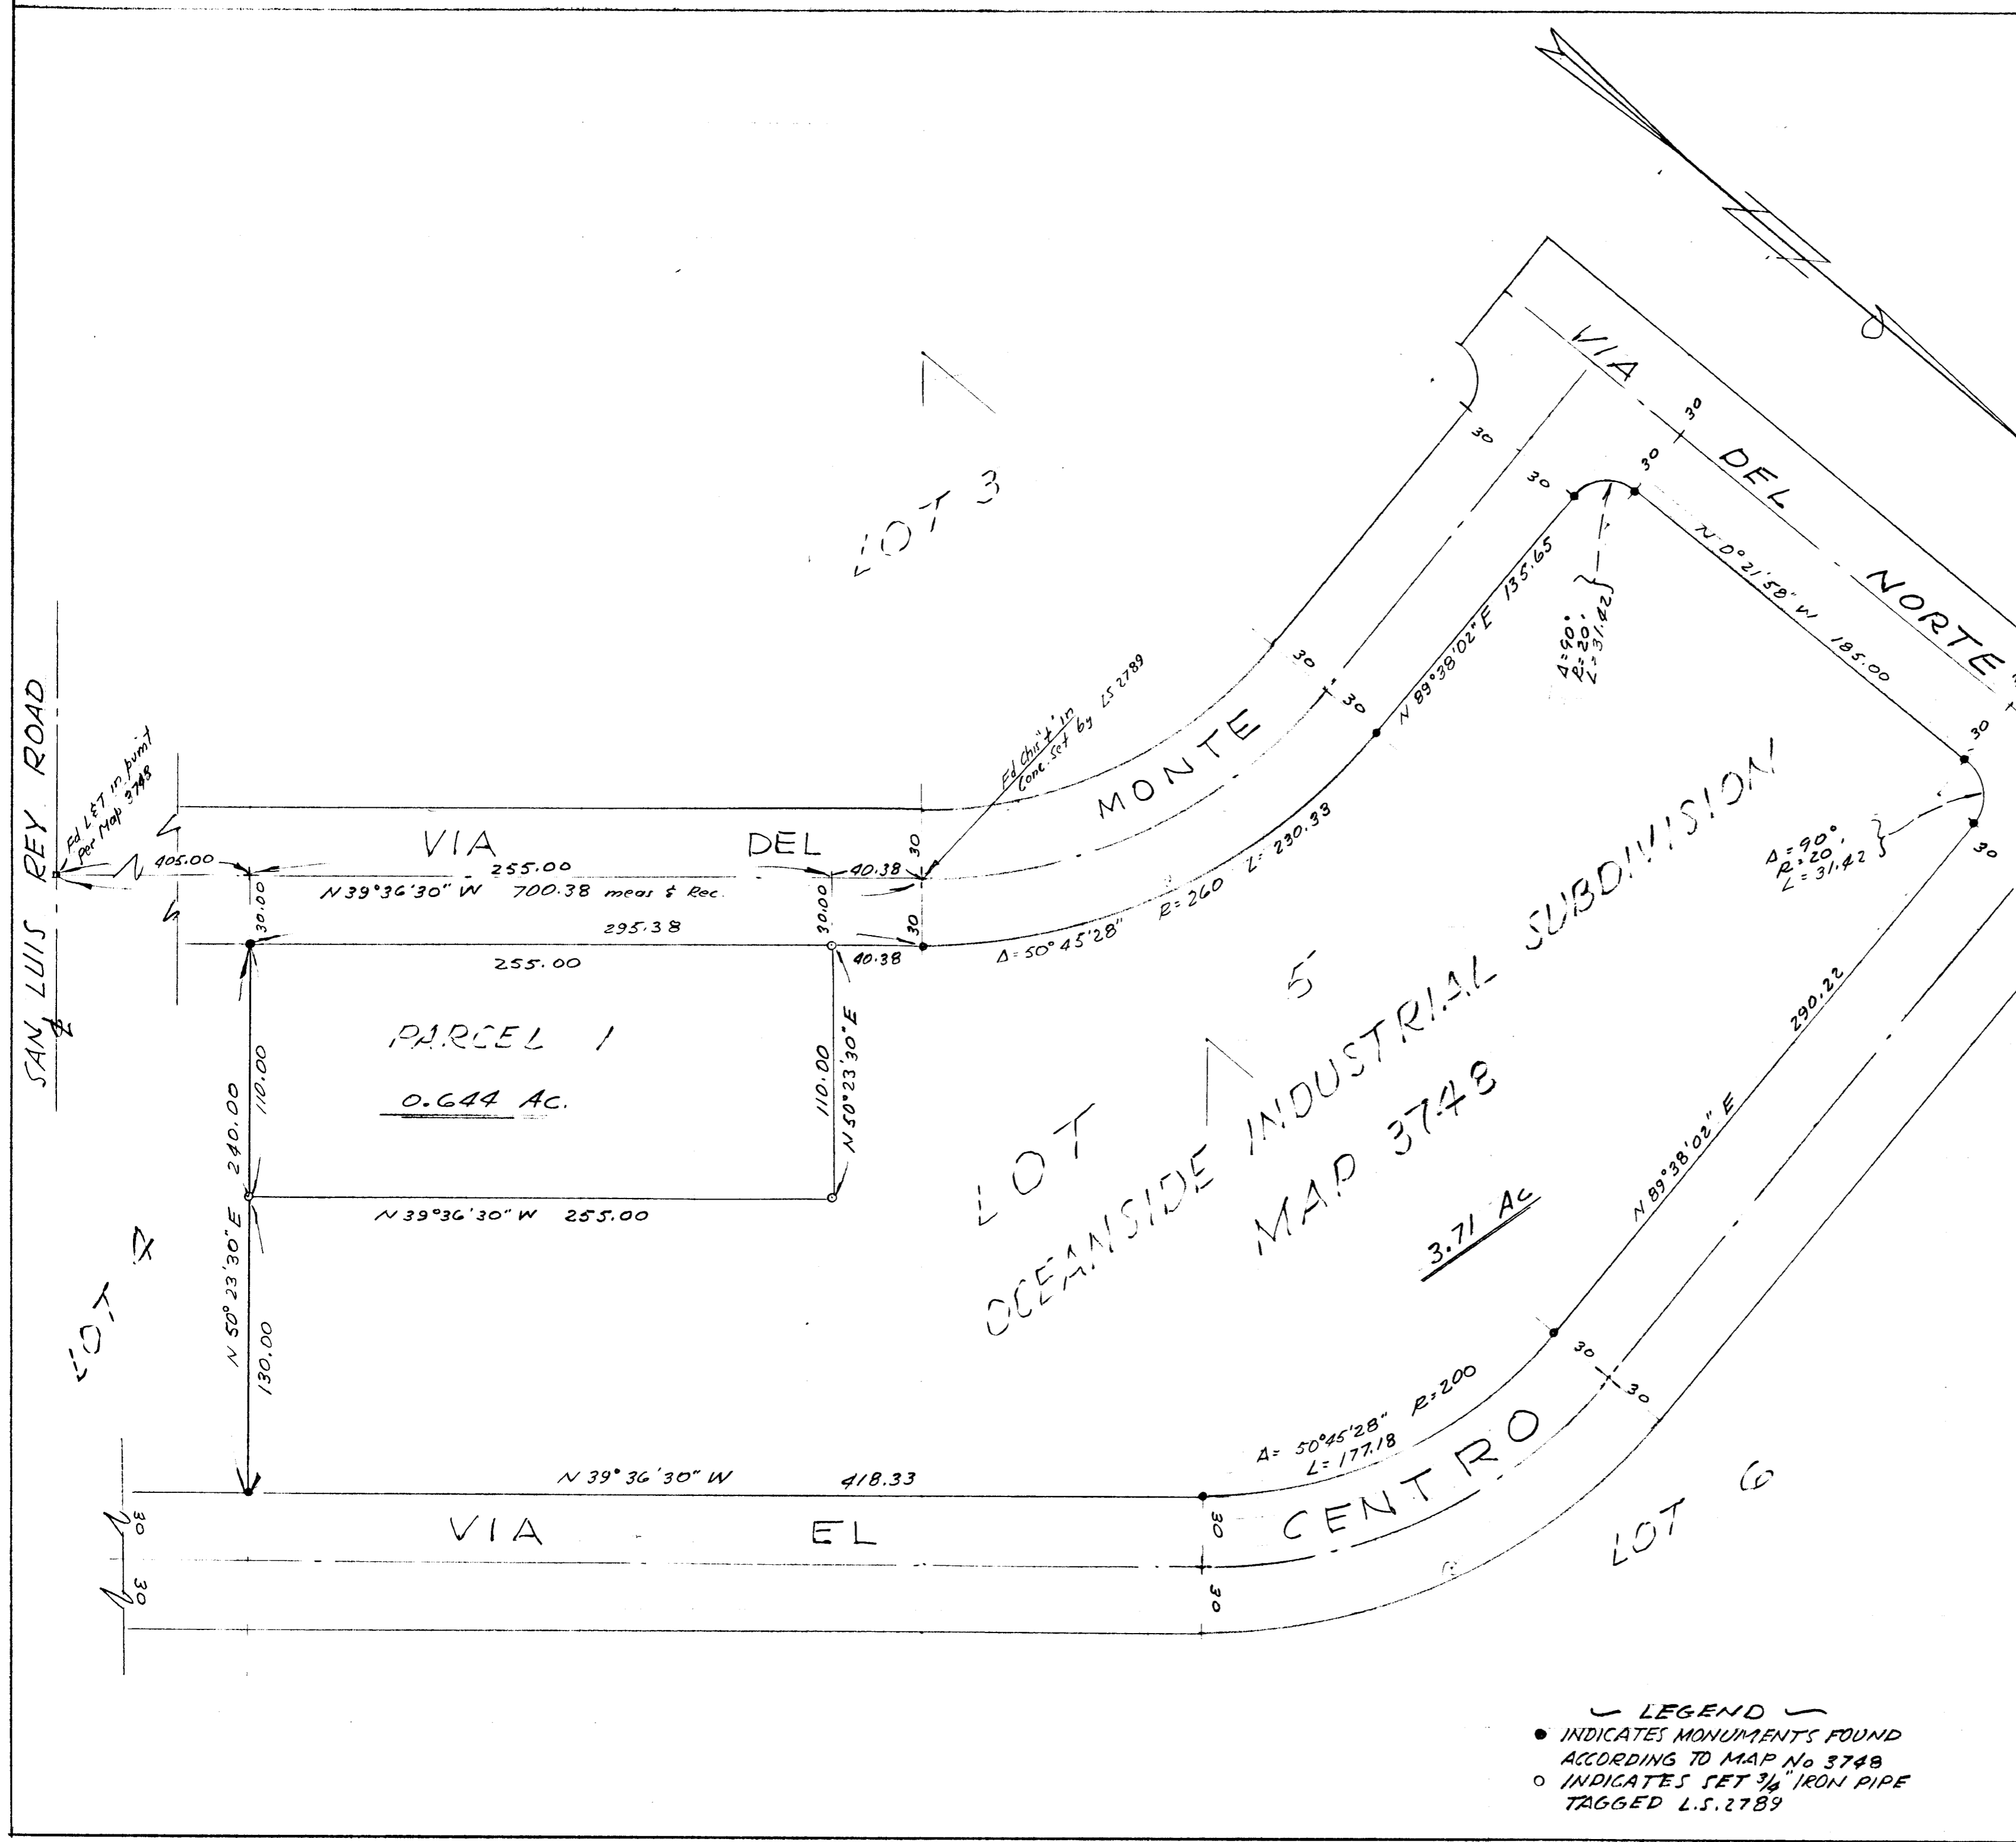 VIA
DEL
NORTE
30
30
30
30
30
N 0°21'58" W 185.00
Δ=90°
R=20'
L=31.42
N 89°38'02" E 135.65
LOT 3
30
30
MONTE
Fd Chis't' in
Conc. Set by LS 2789
SAN LUIS REY ROAD
Fd L&T in pvmt
Per Map 3748
405.00
VIA
DEL
255.00
40.38
30
N 39°36'30" W 700.38 meas & Rec.
30.00
30.00
30
295.38
255.00
40.38
Δ=50°45'28" R=260 L=230.33
30
Δ=90°
R=20'
L=31.42
30
PARCEL 1
0.644 AC.
110.00
110.00
N 50°23'30" E
N 39°36'30" W 255.00
N 50°23'30" E 240.00
130.00
LOT 5
OCEANSIDE INDUSTRIAL SUBDIVISION
MAP 3748
3.71 AC
290.22
N 89°38'02" E
LOT
30
30
Δ= 50°45'28" R=200
L=177.18
N 39°36'30" W 418.33
VIA EL
CENTRO
30
30
30
30
LOT 6
LEGEND
● INDICATES MONUMENTS FOUND
ACCORDING TO MAP No 3748
○ INDICATES SET 3/4" IRON PIPE
TAGGED L.S. 2789